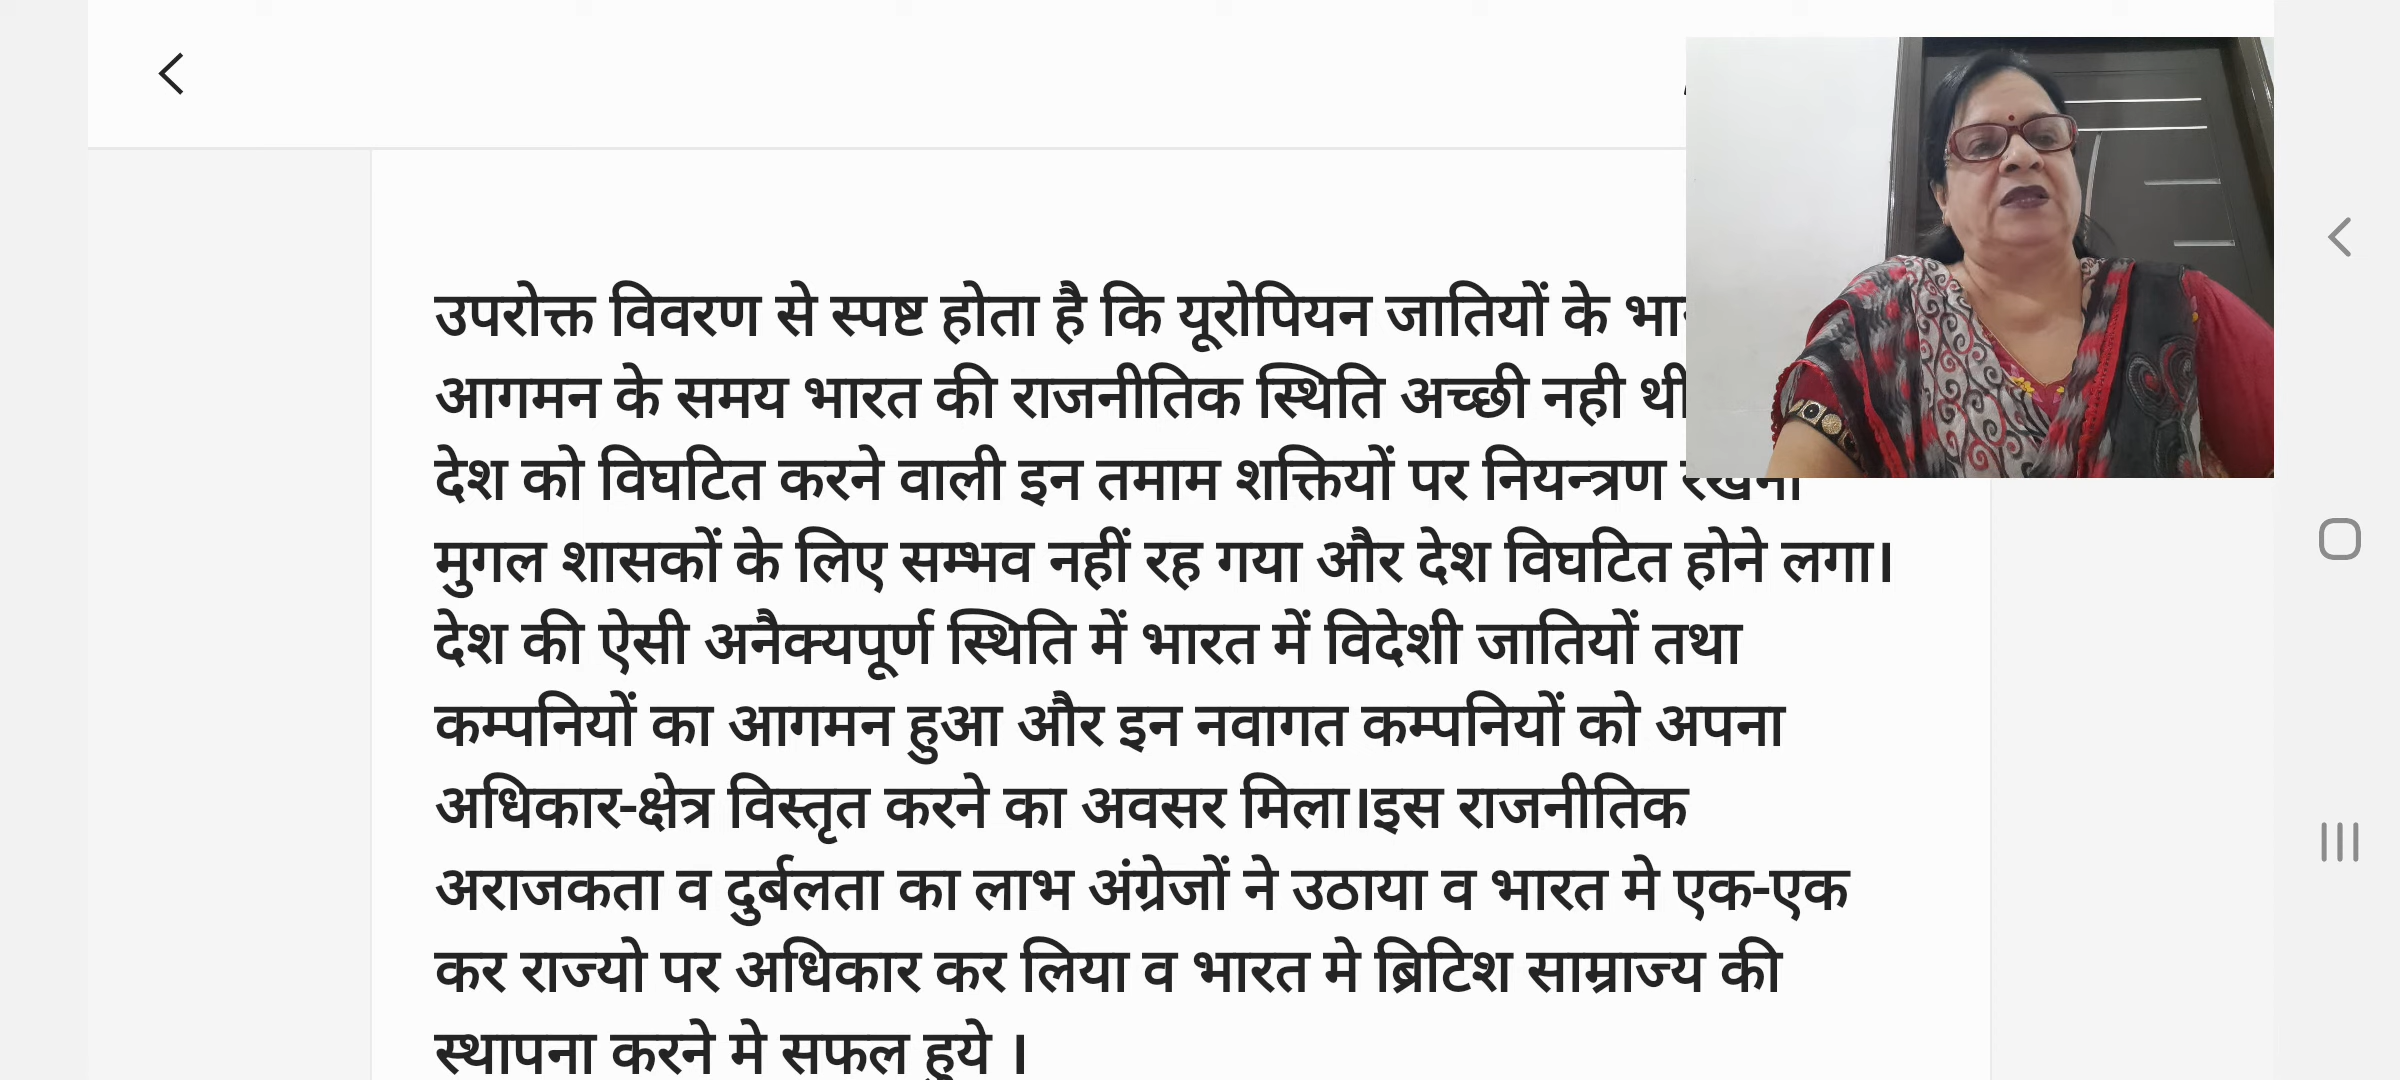 उपरोक्त विवरण से स्पष्ट होता है कि यूरोपियन जातियों के
आगमन के समय भारत की राजनीतिक स्थिति अच्छी नही थी
देश को विघटित करने वाली इन तमाम शक्तियों पर नियन्त्रण रखना
मुगल शासकों के लिए सम्भव नहीं रह गया और देश विघटित होने लगा।
देश की ऐसी अनैक्यपूर्ण स्थिति में भारत में विदेशी जातियों तथा
कम्पनियों का आगमन हुआ और इन नवागत कम्पनियों को अपना
अधिकार-क्षेत्र विस्तृत करने का अवसर मिला।इस राजनीतिक
अराजकता व दुर्बलता का लाभ अंग्रेजों ने उठाया व भारत मे एक-एक
कर राज्यो पर अधिकार कर लिया व भारत मे ब्रिटिश साम्राज्य की
स्थापना करने मे सफल हुये ।